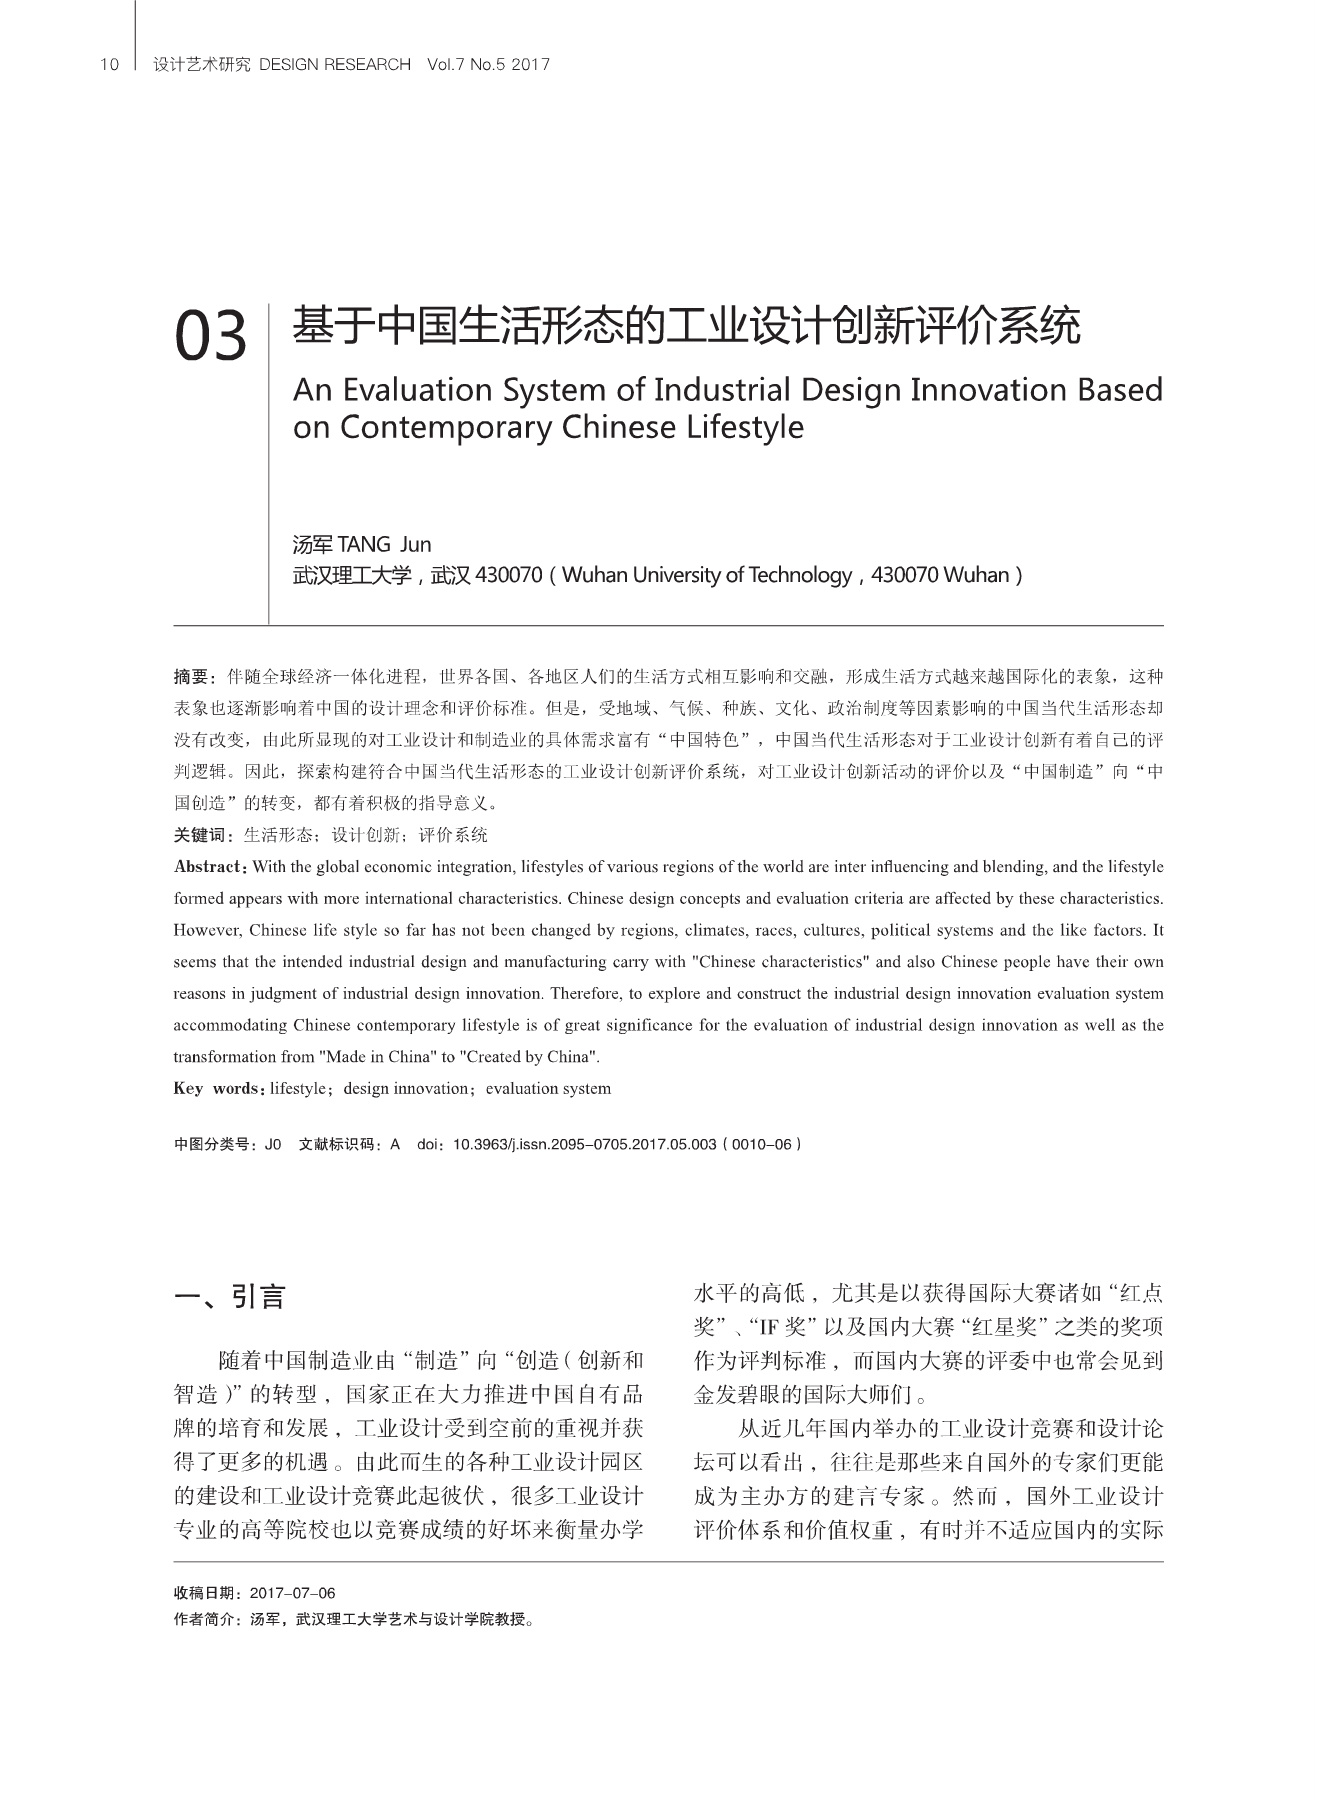 10 设计艺术研究 DESIGN RESEARCH Vol.7 No.5 2017
03
基于中国生活形态的工业设计创新评价系统
An Evaluation System of Industrial Design Innovation Based
on Contemporary Chinese Lifestyle
汤军 TANG Jun
武汉理工大学，武汉 430070（Wuhan University of Technology，430070 Wuhan）
摘要：伴随全球经济一体化进程，世界各国、各地区人们的生活方式相互影响和交融，形成生活方式越来越国际化的表象，这种
表象也逐渐影响着中国的设计理念和评价标准。但是，受地域、气候、种族、文化、政治制度等因素影响的中国当代生活形态却
没有改变，由此所显现的对工业设计和制造业的具体需求富有“中国特色”，中国当代生活形态对于工业设计创新有着自己的评
判逻辑。因此，探索构建符合中国当代生活形态的工业设计创新评价系统，对工业设计创新活动的评价以及“中国制造”向“中
国创造”的转变，都有着积极的指导意义。
关键词：生活形态；设计创新；评价系统
Abstract: With the global economic integration, lifestyles of various regions of the world are inter influencing and blending, and the lifestyle
formed appears with more international characteristics. Chinese design concepts and evaluation criteria are affected by these characteristics.
However, Chinese life style so far has not been changed by regions, climates, races, cultures, political systems and the like factors. It
seems that the intended industrial design and manufacturing carry with "Chinese characteristics" and also Chinese people have their own
reasons in judgment of industrial design innovation. Therefore, to explore and construct the industrial design innovation evaluation system
accommodating Chinese contemporary lifestyle is of great significance for the evaluation of industrial design innovation as well as the
transformation from "Made in China" to "Created by China".
Key words: lifestyle；design innovation；evaluation system
中图分类号：J0 文献标识码：A doi：10.3963/j.issn.2095-0705.2017.05.003（0010-06）
一、引言
随着中国制造业由“制造”向“创造（创新和
智造）”的转型，国家正在大力推进中国自有品
牌的培育和发展，工业设计受到空前的重视并获
得了更多的机遇。由此而生的各种工业设计园区
的建设和工业设计竞赛此起彼伏，很多工业设计
专业的高等院校也以竞赛成绩的好坏来衡量办学
水平的高低，尤其是以获得国际大赛诸如“红点
奖”、“IF 奖”以及国内大赛“红星奖”之类的奖项
作为评判标准，而国内大赛的评委中也常会见到
金发碧眼的国际大师们。
从近几年国内举办的工业设计竞赛和设计论
坛可以看出，往往是那些来自国外的专家们更能
成为主办方的建言专家。然而，国外工业设计
评价体系和价值权重，有时并不适应国内的实际
收稿日期：2017-07-06
作者简介：汤军，武汉理工大学艺术与设计学院教授。